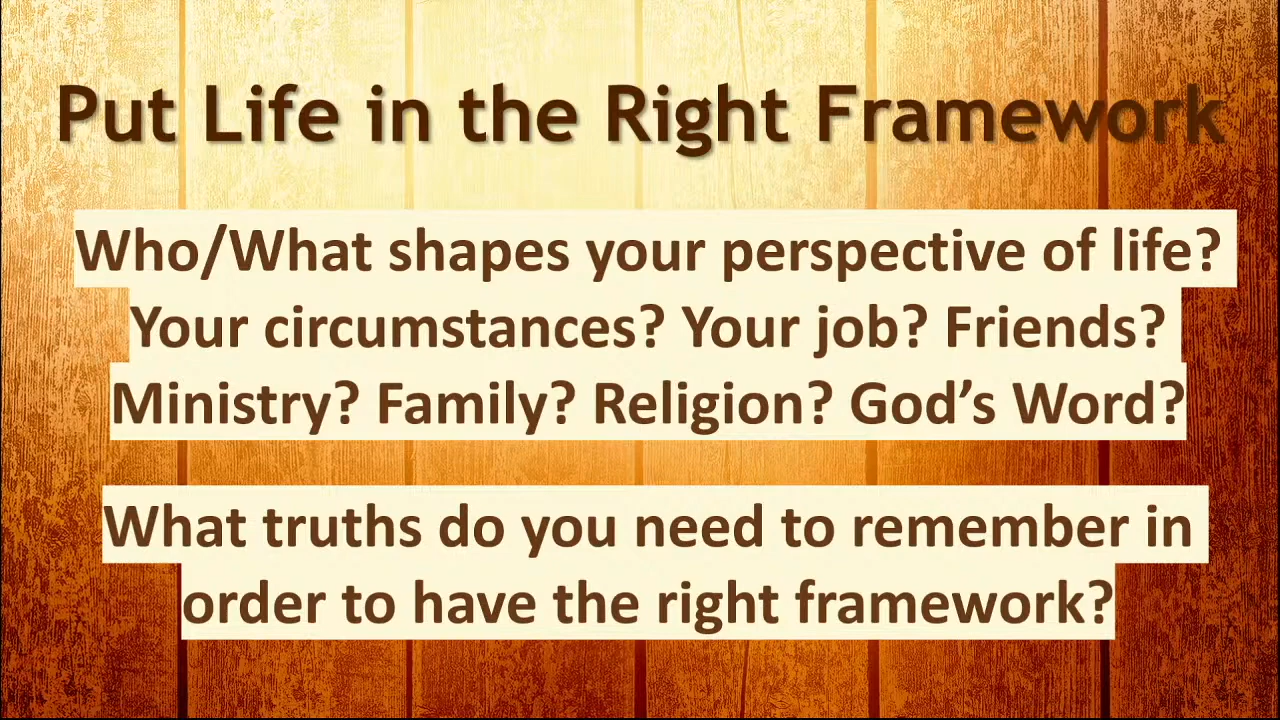 Put Life in the Right Framework
Who/What shapes your perspective of life?
Your circumstances? Your job? Friends?
Ministry? Family? Religion? God’s Word?
What truths do you need to remember in
order to have the right framework?